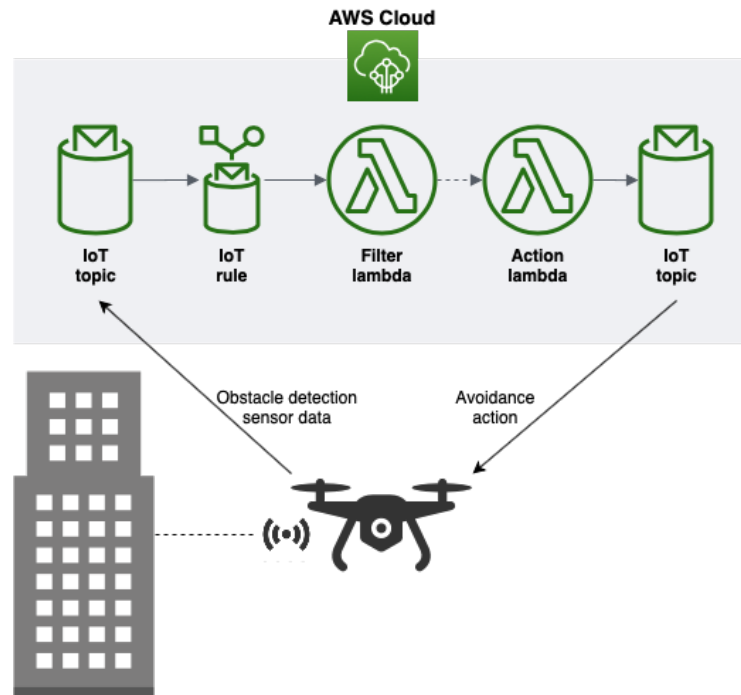 AWS Cloud
IoT
topic
IoT
rule
Filter
lambda
Action
lambda
IoT
topic
Obstacle detection
sensor data
Avoidance
action